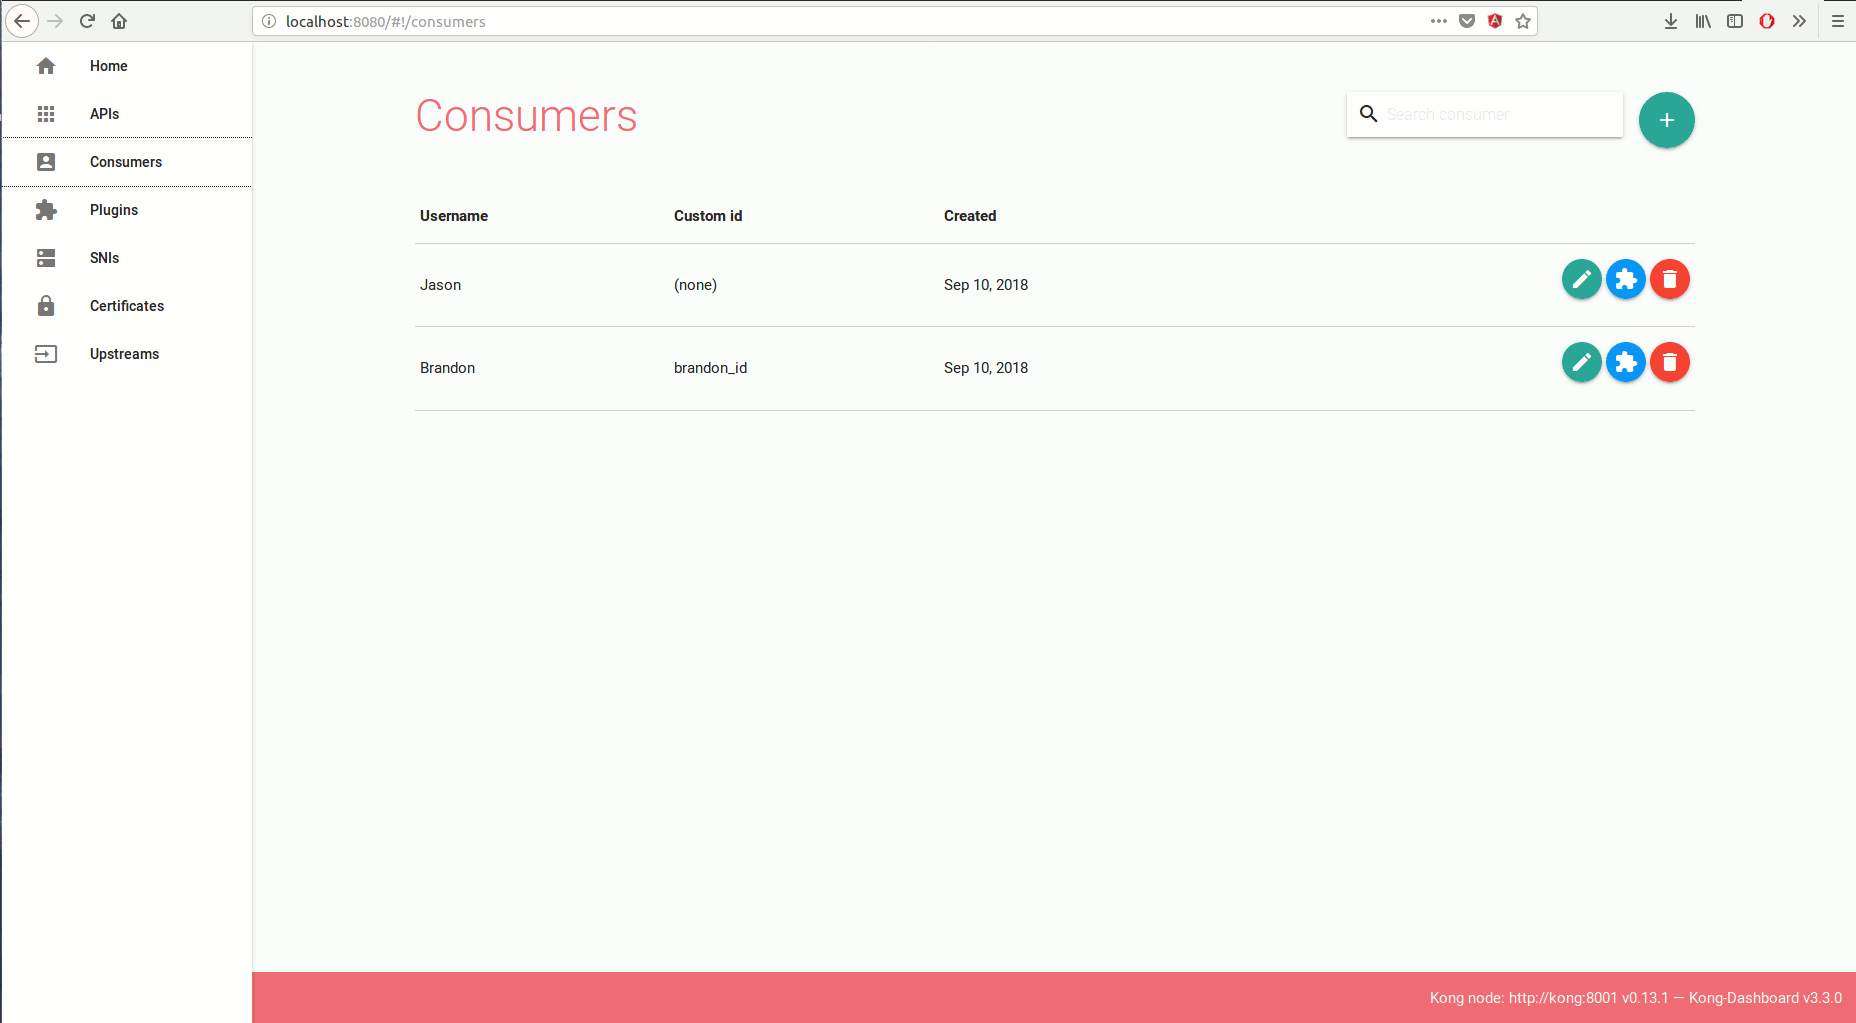 localhost:8080/#!/consumers
Home
APIs
Consumers
Plugins
SNIs
Certificates
Upstreams
Consumers
Search consumer
Username Custom id Created
Jason (none) Sep 10, 2018
Brandon brandon_id Sep 10, 2018
Kong node: http://kong:8001 v0.13.1 — Kong-Dashboard v3.3.0